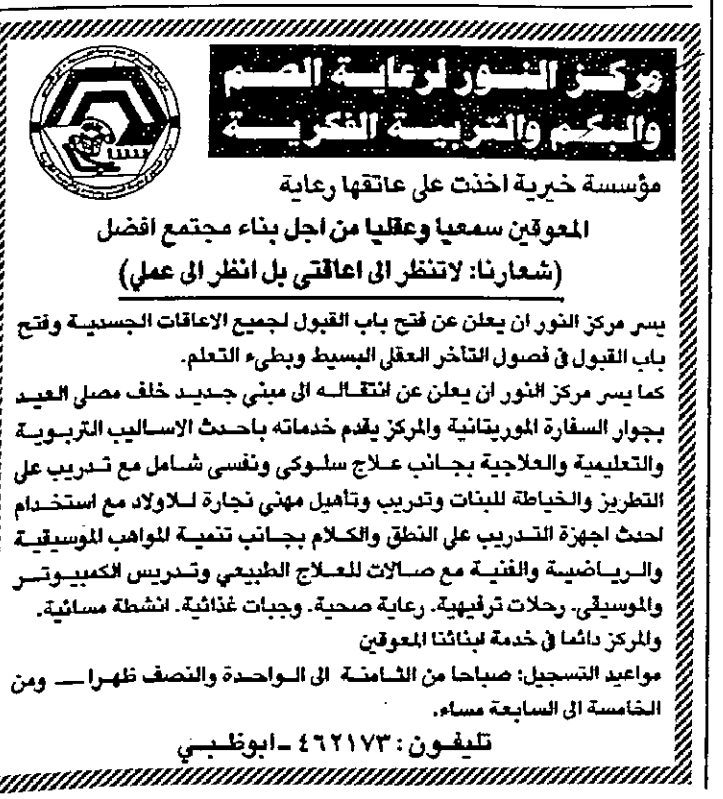 مركز النور لرعاية الصم
والبكم والتربية الفكرية
مؤسسة خيرية اخذت على عاتقها رعاية
المعوقين سمعيا وعقليا من اجل بناء مجتمع افضل
(شعارنا: لاتنظر الى اعاقتي بل انظر الى عملي)
يسر مركز النور ان يعلن عن فتح باب القبول لجميع الاعاقات الجسدية وفتح
باب القبول في فصول التأخر العقلي البسيط وبطيء التعلم.
كما يسر مركز النور ان يعلن عن انتقاله الى مبنى جديد خلف مصلى العيد
بجوار السفارة الموريتانية والمركز يقدم خدماته باحدث الاساليب التربوية
والتعليمية والعلاجية بجانب علاج سلوكي ونفسي شامل مع تدريب على
التطريز والخياطة للبنات وتدريب وتأهيل مهني نجارة للاولاد مع استخدام
احدث اجهزة التدريب على النطق والكلام بجانب تنمية المواهب الموسيقية
والرياضية والفنية مع صالات للعلاج الطبيعي وتدريس الكمبيوتر
والموسيقى. رحلات ترفيهية. رعاية صحية. وجبات غذائية. انشطة مسائية.
والمركز دائما في خدمة ابنائنا المعوقين
مواعيد التسجيل: صباحا من الثامنة الى الواحدة والنصف ظهرا ــ ومن
الخامسة الى السابعة مساء.
تليفون: ٤٦٢١٧٣ ـ ابوظبي